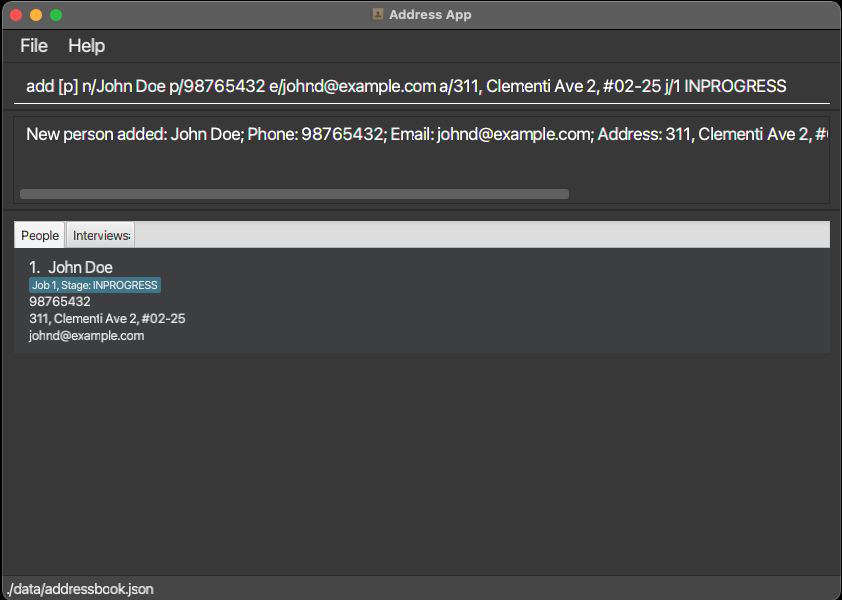 Address App
File Help
add [p] n/John Doe p/98765432 e/johnd@example.com a/311, Clementi Ave 2, #02-25 j/1 INPROGRESS
New person added: John Doe; Phone: 98765432; Email: johnd@example.com; Address: 311, Clementi Ave 2, #
People Interviews
1. John Doe
Job 1, Stage: INPROGRESS
98765432
311, Clementi Ave 2, #02-25
johnd@example.com
./data/addressbook.json